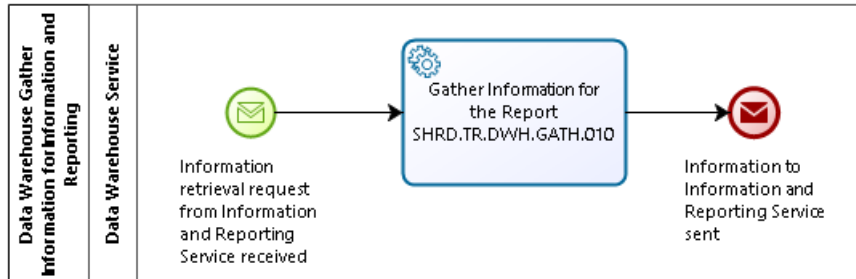 Data Warehouse Gather
Information for Information and
Reporting
Data Warehouse Service
Information
retrieval request
from Information
and Reporting
Service received
Gather Information for
the Report
SHRD.TR.DWH.GATH.010
Information to
Information and
Reporting Service
sent